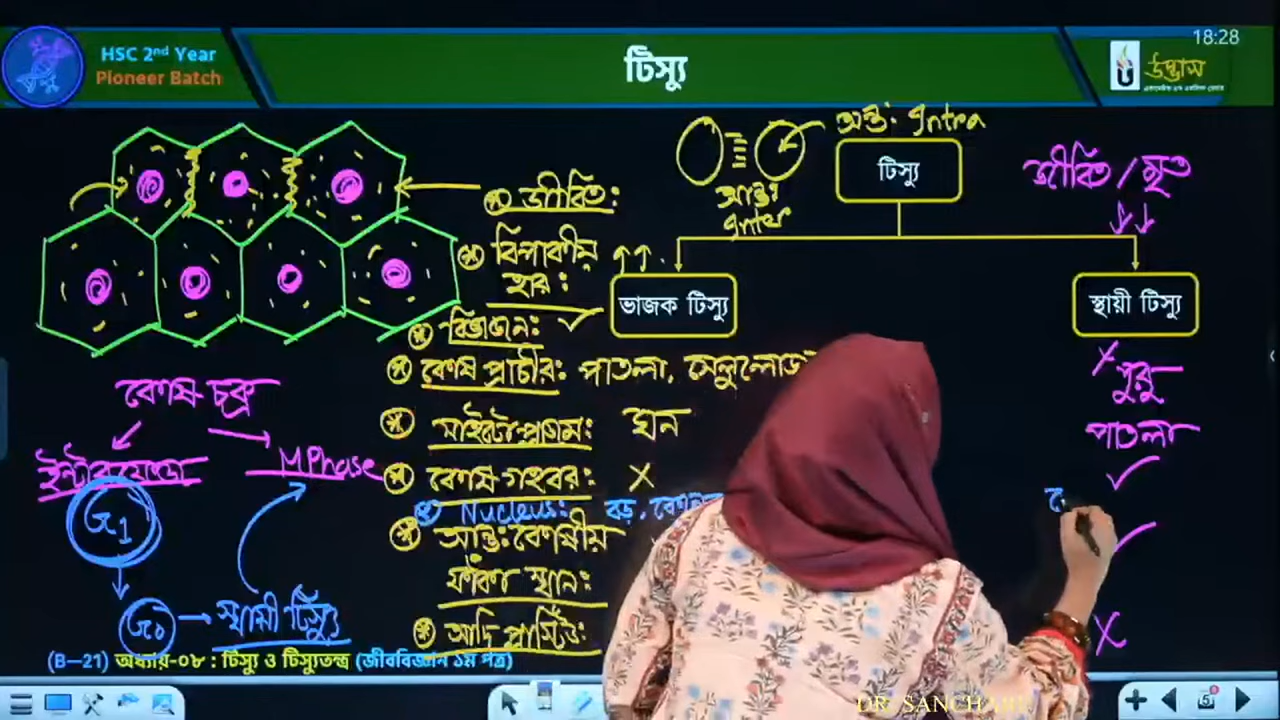 HSC 2nd Year
Pioneer Batch
টিস্যু
18:28
উদ্ভাস
অন্তঃ Intra
আন্তঃ
Inter
টিস্যু
জীবিত / মৃত
ভাজক টিস্যু
স্থায়ী টিস্যু
জীবিত:
বিপাকীয়
হার:
বিভাজন: ✓
কোষ প্রাচীর: পাতলা,
পুরু
সাইটোপ্লাজম: ঘন
পাতলা
কোষ গহবর: X
✓
Nucleus: বড়,
আন্তঃকোষীয়
ফাঁকা স্থান:
✓
আদি প্লাস্টিড:
X
কোষ চক্র
ইন্টারফেজ
M Phase
G₁
G₀ → স্থায়ী টিস্যু
(B-21) অধ্যায়-০৮ : টিস্যু ও টিস্যুতন্ত্র (জীববিজ্ঞান ১ম পত্র)